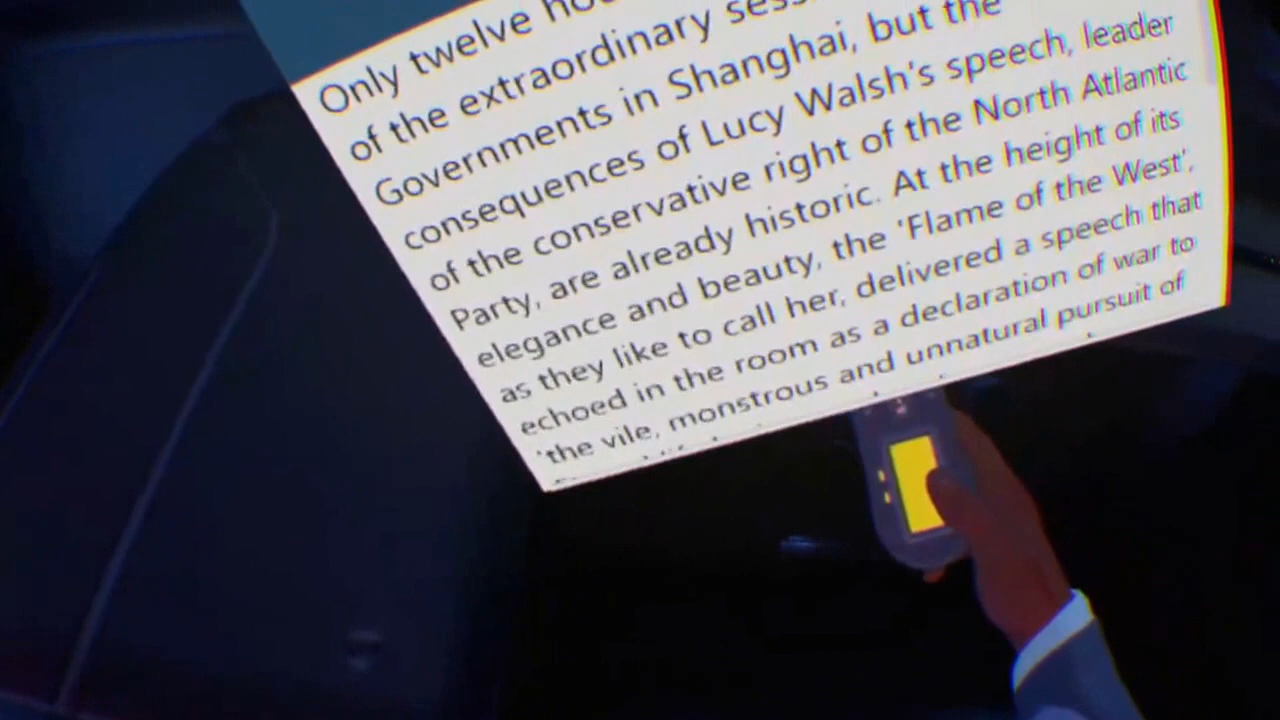 Only twelve
of the extraordinary
Governments in Shanghai, but the
consequences of Lucy Walsh's speech, leader
of the conservative right of the North Atlantic
Party, are already historic. At the height of its
elegance and beauty, the 'Flame of the West',
as they like to call her, delivered a speech that
echoed in the room as a declaration of war to
'the vile, monstrous and unnatural pursuit of